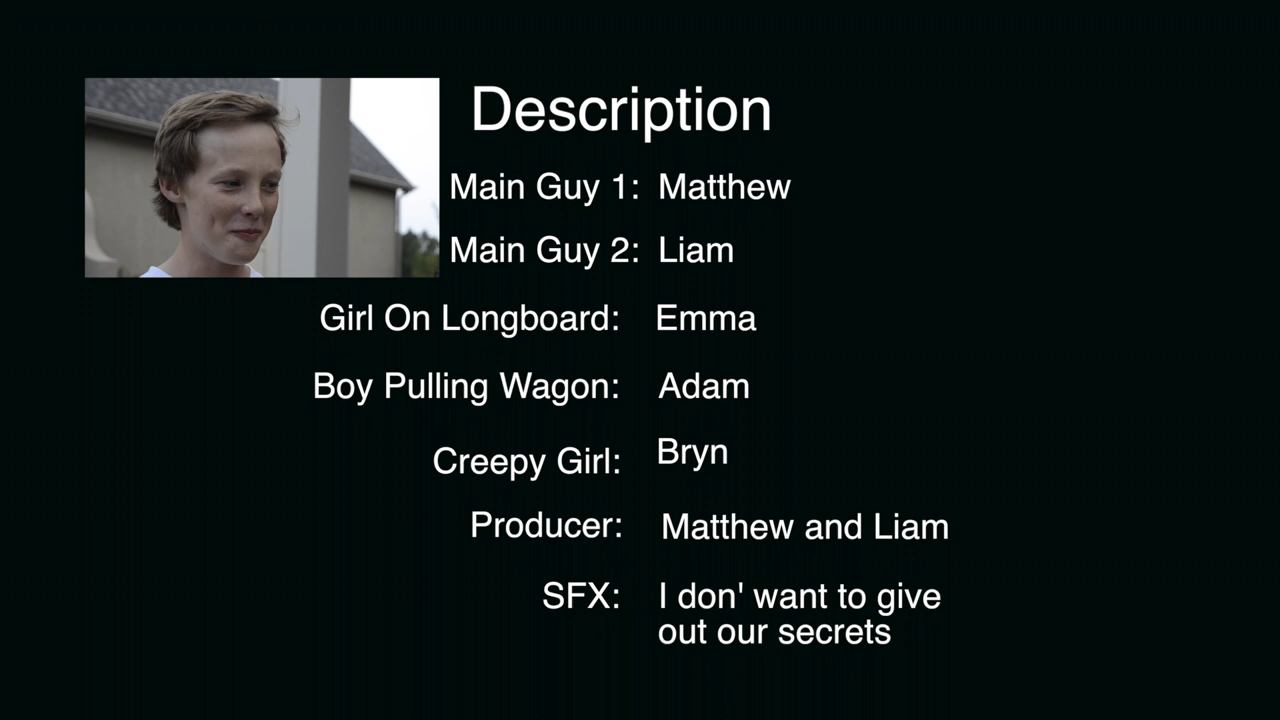 Description
Main Guy 1: Matthew
Main Guy 2: Liam
Girl On Longboard: Emma
Boy Pulling Wagon: Adam
Creepy Girl: Bryn
Producer: Matthew and Liam
SFX: I don' want to give
out our secrets